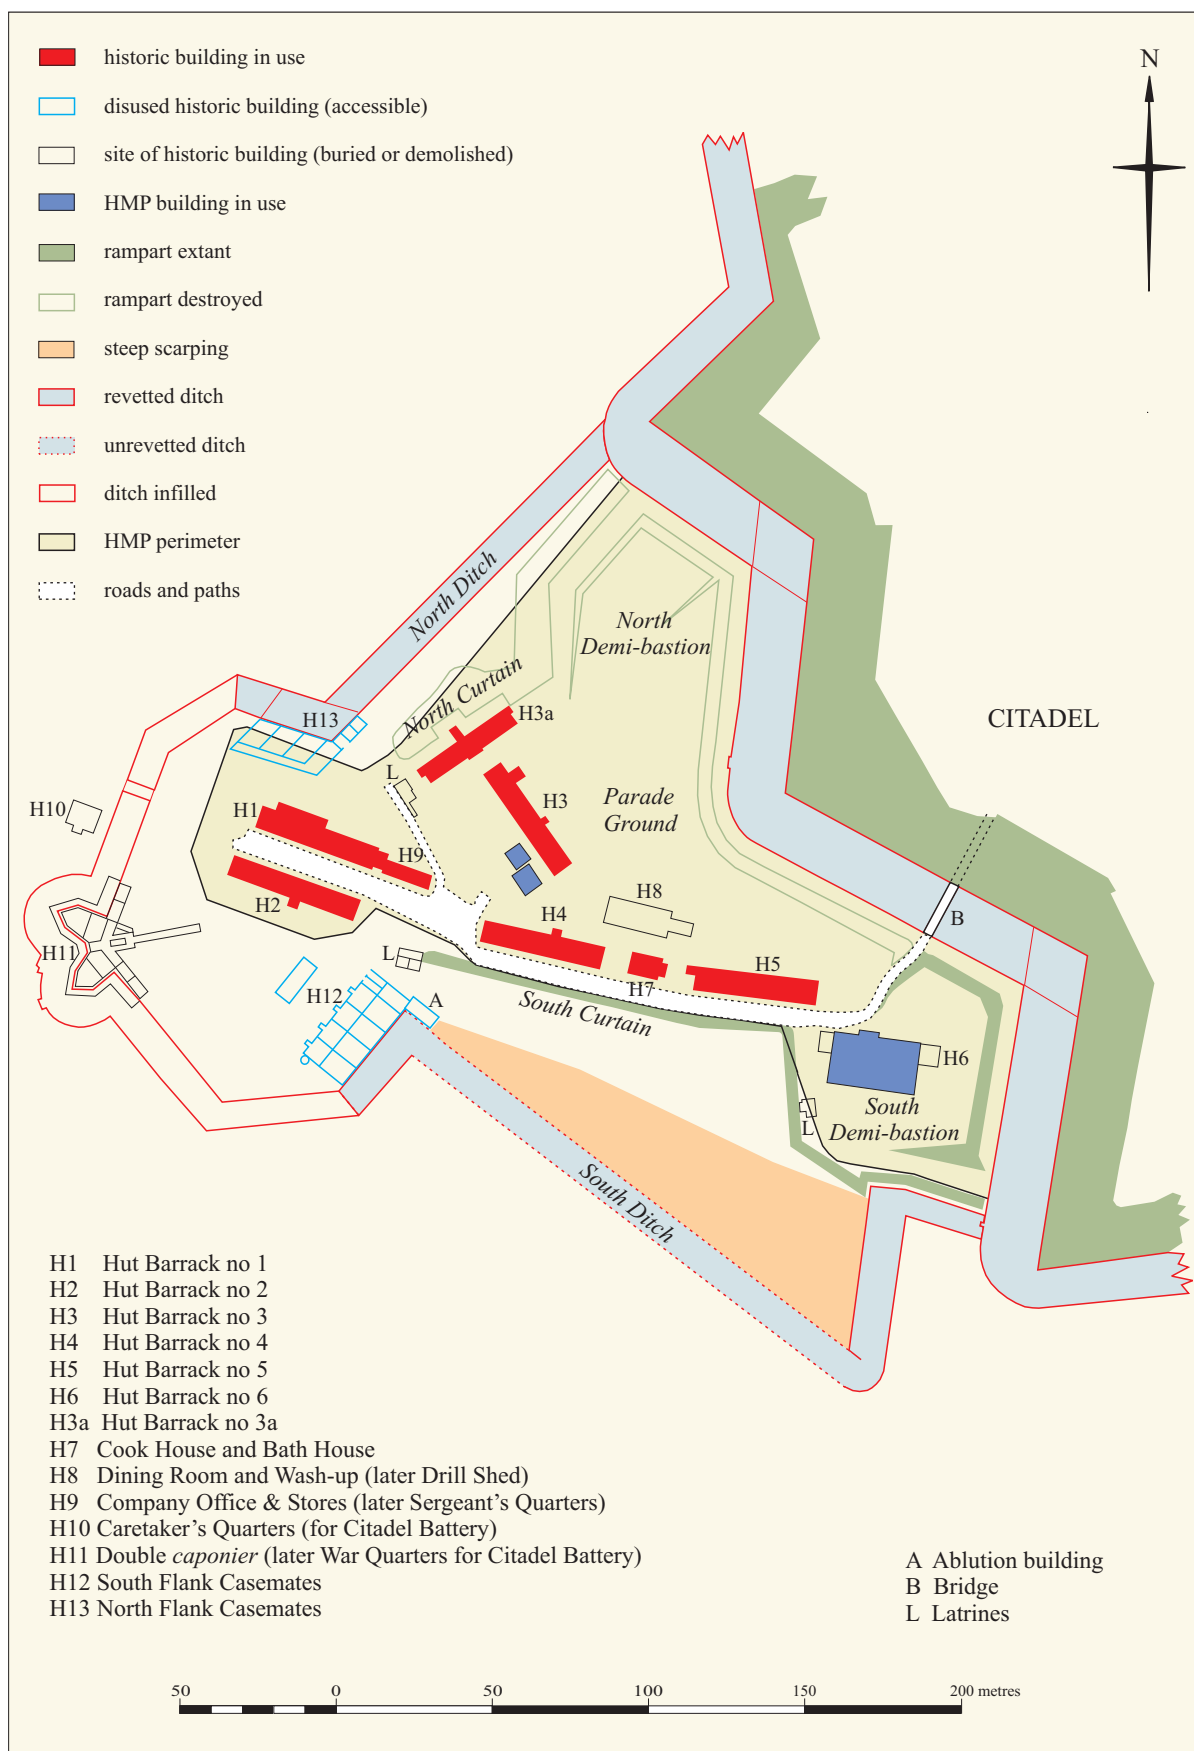 historic building in use
disused historic building (accessible)
site of historic building (buried or demolished)
HMP building in use
rampart extant
rampart destroyed
steep scarping
revetted ditch
unrevetted ditch
ditch infilled
HMP perimeter
roads and paths
N
North Ditch
North
Demi-bastion
North Curtain
H3a
H13
CITADEL
L
H10
H1
H3
Parade
Ground
H9
H8
H2
H4
B
H11
L
H5
H12
A
H7
South Curtain
H6
South
Demi-bastion
L
South Ditch
H1 Hut Barrack no 1
H2 Hut Barrack no 2
H3 Hut Barrack no 3
H4 Hut Barrack no 4
H5 Hut Barrack no 5
H6 Hut Barrack no 6
H3a Hut Barrack no 3a
H7 Cook House and Bath House
H8 Dining Room and Wash-up (later Drill Shed)
H9 Company Office & Stores (later Sergeant's Quarters)
H10 Caretaker's Quarters (for Citadel Battery)
H11 Double caponier (later War Quarters for Citadel Battery)
H12 South Flank Casemates
H13 North Flank Casemates
A Ablution building
B Bridge
L Latrines
50 0 50 100 150 200 metres